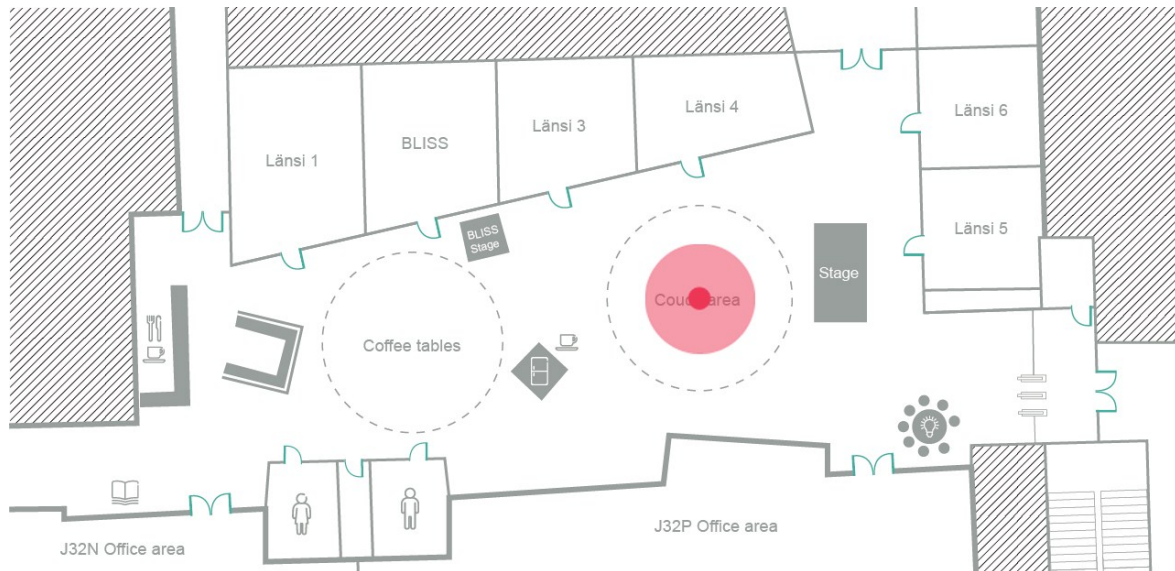 Länsi 1
BLISS
Länsi 3
Länsi 4
Länsi 6
Länsi 5
BLISS
Stage
Stage
Couch area
Coffee tables
J32N Office area
J32P Office area